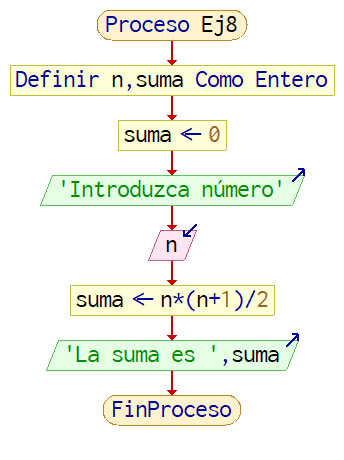 Proceso Ej8
Definir n,suma Como Entero
suma ← 0
'Introduzca número'
n
suma ← n*(n+1)/2
'La suma es ',suma
FinProceso